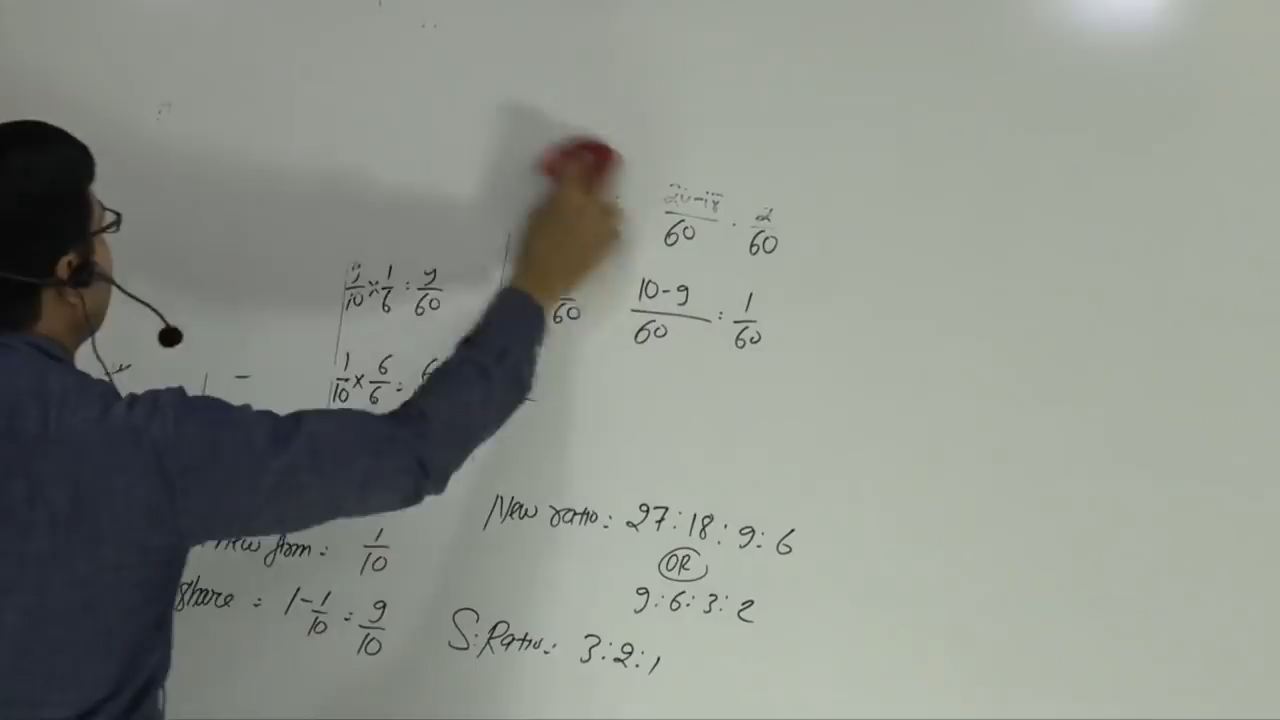 20-18/60 · 2/60
9/10 × 1/6 : 9/60
60
10-9/60 : 1/60
1/10 × 6/6 = 6
New ratio: 27:18:9:6
OR
9:6:3:2
new firm: 1/10
Share = 1-1/10 = 9/10
S:Ratio: 3:2:1